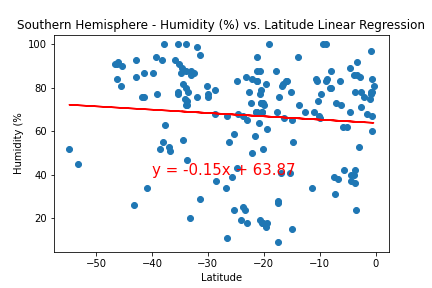 Southern Hemisphere - Humidity (%) vs. Latitude Linear Regression
Humidity (%
100
80
60
40
20
y = -0.15x + 63.87
−50
−40
−30
−20
−10
0
Latitude